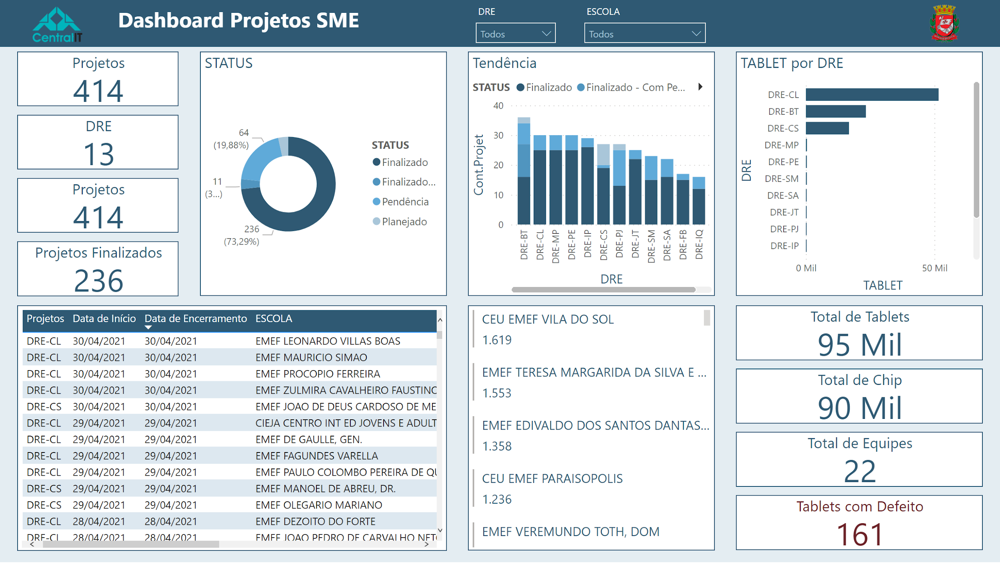 CentralIT
Dashboard Projetos SME
DRE
Todos
ESCOLA
Todos
Projetos
414
DRE
13
Projetos
414
Projetos Finalizados
236
STATUS
64
(19,88%)
11
(3...)
236
(73,29%)
STATUS
Finalizado
Finalizado...
Pendência
Planejado
Tendência
STATUS Finalizado Finalizado - Com Pe...
Cont.Projet
40
30
20
10
0
DRE-BT
DRE-CL
DRE-MP
DRE-PE
DRE-IP
DRE-CS
DRE-PJ
DRE-JT
DRE-SM
DRE-SA
DRE-FB
DRE-IQ
DRE
TABLET por DRE
DRE
DRE-CL
DRE-BT
DRE-CS
DRE-MP
DRE-PE
DRE-SM
DRE-SA
DRE-JT
DRE-PJ
DRE-IP
0 Mil 50 Mil
TABLET
Projetos Data de Início Data de Encerramento ESCOLA
DRE-CL 30/04/2021 30/04/2021 EMEF LEONARDO VILLAS BOAS
DRE-CL 30/04/2021 30/04/2021 EMEF MAURICIO SIMAO
DRE-CL 30/04/2021 30/04/2021 EMEF PROCOPIO FERREIRA
DRE-CL 30/04/2021 30/04/2021 EMEF ZULMIRA CAVALHEIRO FAUSTINO
DRE-CS 30/04/2021 30/04/2021 EMEF JOAO DE DEUS CARDOSO DE ME
DRE-CL 29/04/2021 29/04/2021 CIEJA CENTRO INT ED JOVENS E ADULT
DRE-CL 29/04/2021 29/04/2021 EMEF DE GAULLE, GEN.
DRE-CL 29/04/2021 29/04/2021 EMEF FAGUNDES VARELLA
DRE-CL 29/04/2021 29/04/2021 EMEF PAULO COLOMBO PEREIRA DE QU
DRE-CS 29/04/2021 29/04/2021 EMEF MANOEL DE ABREU, DR.
DRE-CS 29/04/2021 29/04/2021 EMEF OLEGARIO MARIANO
DRE-CL 28/04/2021 28/04/2021 EMEF DEZOITO DO FORTE
DRE-CL 28/04/2021 28/04/2021 EMEF JOAO PEDRO DE CARVALHO NETO
CEU EMEF VILA DO SOL
1.619
EMEF TERESA MARGARIDA DA SILVA E ...
1.553
EMEF EDIVALDO DOS SANTOS DANTAS...
1.358
CEU EMEF PARAISOPOLIS
1.236
EMEF VEREMUNDO TOTH, DOM
Total de Tablets
95 Mil
Total de Chip
90 Mil
Total de Equipes
22
Tablets com Defeito
161